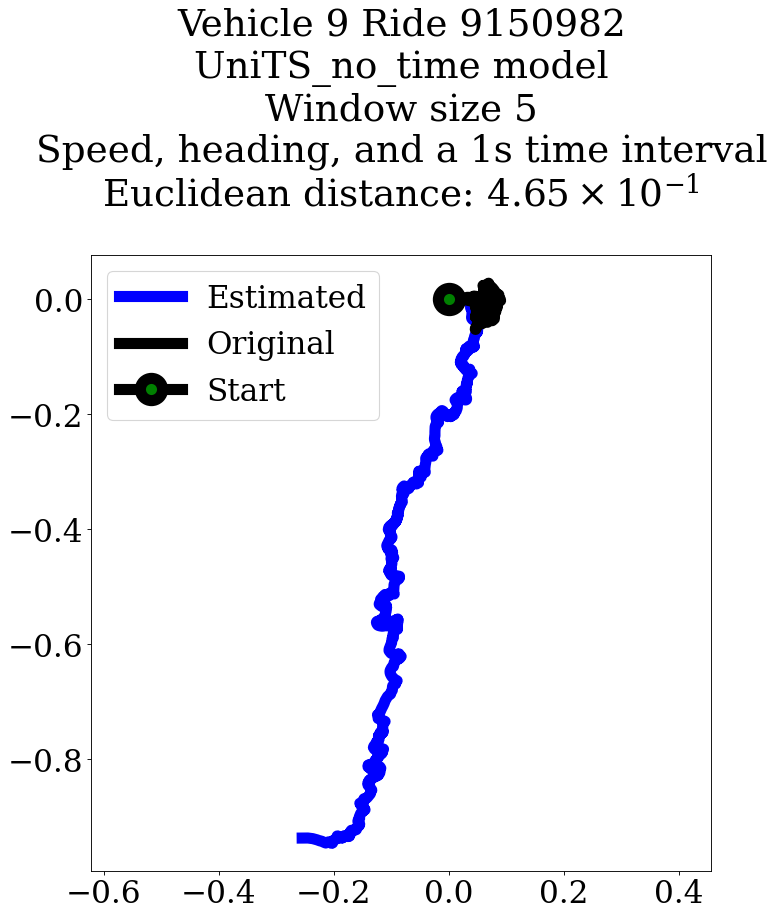 Vehicle 9 Ride 9150982
UniTS_no_time model
Window size 5
Speed, heading, and a 1s time interval
Euclidean distance: 4.65 × 10⁻¹
Estimated
Original
Start
0.0
−0.2
−0.4
−0.6
−0.8
−0.6 −0.4 −0.2 0.0 0.2 0.4